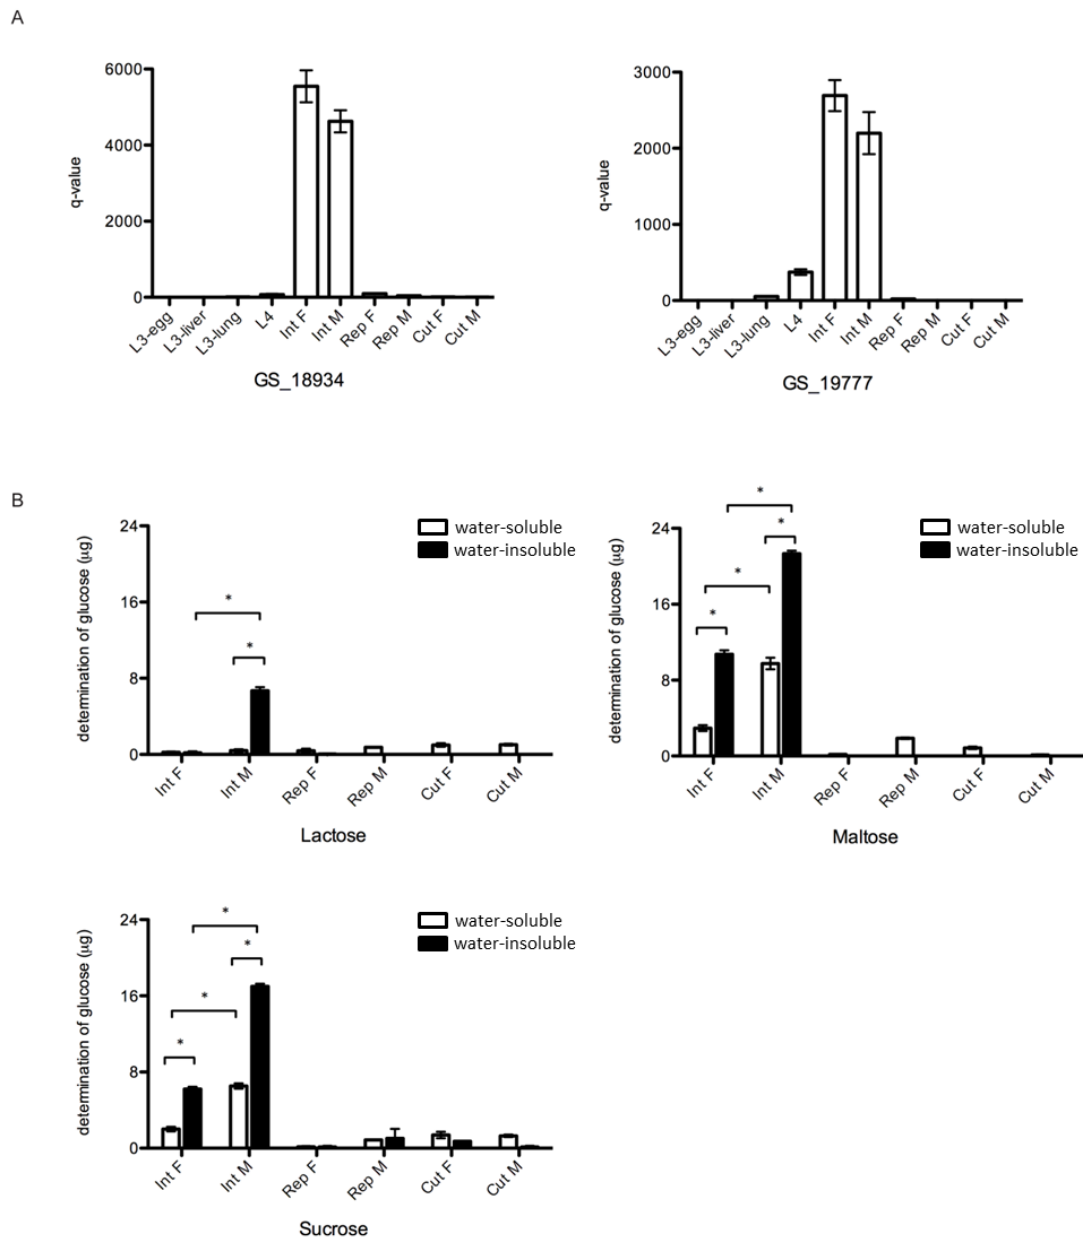 A
q-value
6000
4000
2000
0
L3-egg
L3-liver
L3-lung
L4
Int F
Int M
Rep F
Rep M
Cut F
Cut M
GS_18934
q-value
3000
2000
1000
0
L3-egg
L3-liver
L3-lung
L4
Int F
Int M
Rep F
Rep M
Cut F
Cut M
GS_19777
B
determination of glucose (µg)
24
16
8
0
*
*
water-soluble
water-insoluble
Int F
Int M
Rep F
Rep M
Cut F
Cut M
Lactose
determination of glucose (µg)
24
16
8
0
*
*
*
*
water-soluble
water-insoluble
Int F
Int M
Rep F
Rep M
Cut F
Cut M
Maltose
determination of glucose (µg)
24
16
8
0
*
*
*
*
water-soluble
water-insoluble
Int F
Int M
Rep F
Rep M
Cut F
Cut M
Sucrose